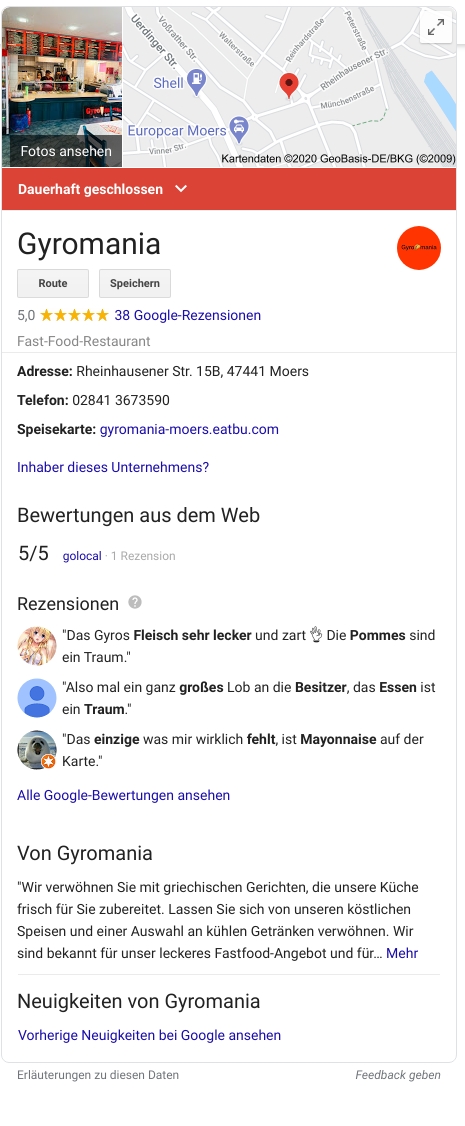 Uerdinger Str.
Voßrather Str.
Walterstraße
Reinhardstraße
Peterstraße
Rheinhausener Str.
Münchenstraße
Shell
Europcar Moers
Vinner Str.
Fotos ansehen
Kartendaten ©2020 GeoBasis-DE/BKG (©2009)
Dauerhaft geschlossen
Gyromania
Gyromania
Route Speichern
5,0 38 Google-Rezensionen
Fast-Food-Restaurant
Adresse: Rheinhausener Str. 15B, 47441 Moers
Telefon: 02841 3673590
Speisekarte: gyromania-moers.eatbu.com
Inhaber dieses Unternehmens?
Bewertungen aus dem Web
5/5 golocal · 1 Rezension
Rezensionen ?
"Das Gyros Fleisch sehr lecker und zart 👌 Die Pommes sind
ein Traum."
"Also mal ein ganz großes Lob an die Besitzer, das Essen ist
ein Traum."
"Das einzige was mir wirklich fehlt, ist Mayonnaise auf der
Karte."
Alle Google-Bewertungen ansehen
Von Gyromania
"Wir verwöhnen Sie mit griechischen Gerichten, die unsere Küche
frisch für Sie zubereitet. Lassen Sie sich von unseren köstlichen
Speisen und einer Auswahl an kühlen Getränken verwöhnen. Wir
sind bekannt für unser leckeres Fastfood-Angebot und für… Mehr
Neuigkeiten von Gyromania
Vorherige Neuigkeiten bei Google ansehen
Erläuterungen zu diesen Daten Feedback geben